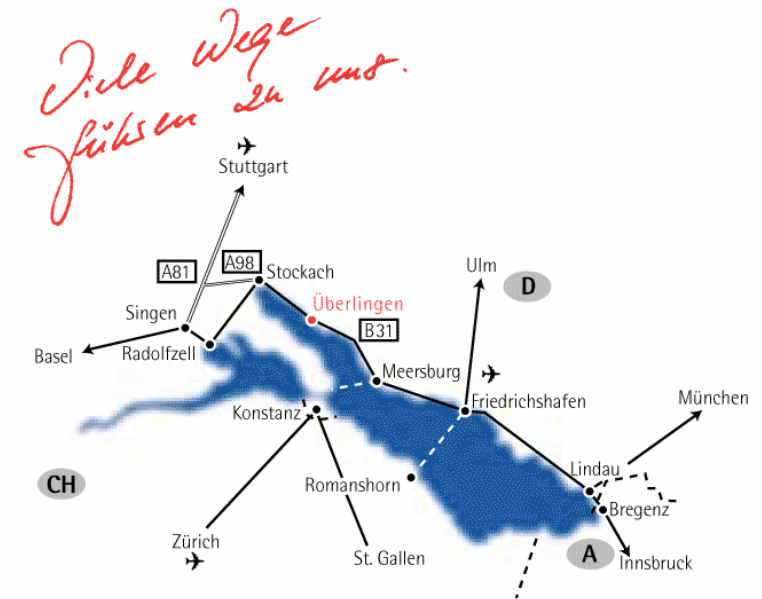 Viele Wege
führen zu uns.
Stuttgart
A81
A98
Stockach
Ulm
D
Singen
Überlingen
B31
Basel
Radolfzell
Meersburg
Friedrichshafen
München
Konstanz
Lindau
CH
Romanshorn
Bregenz
Zürich
St. Gallen
A
Innsbruck